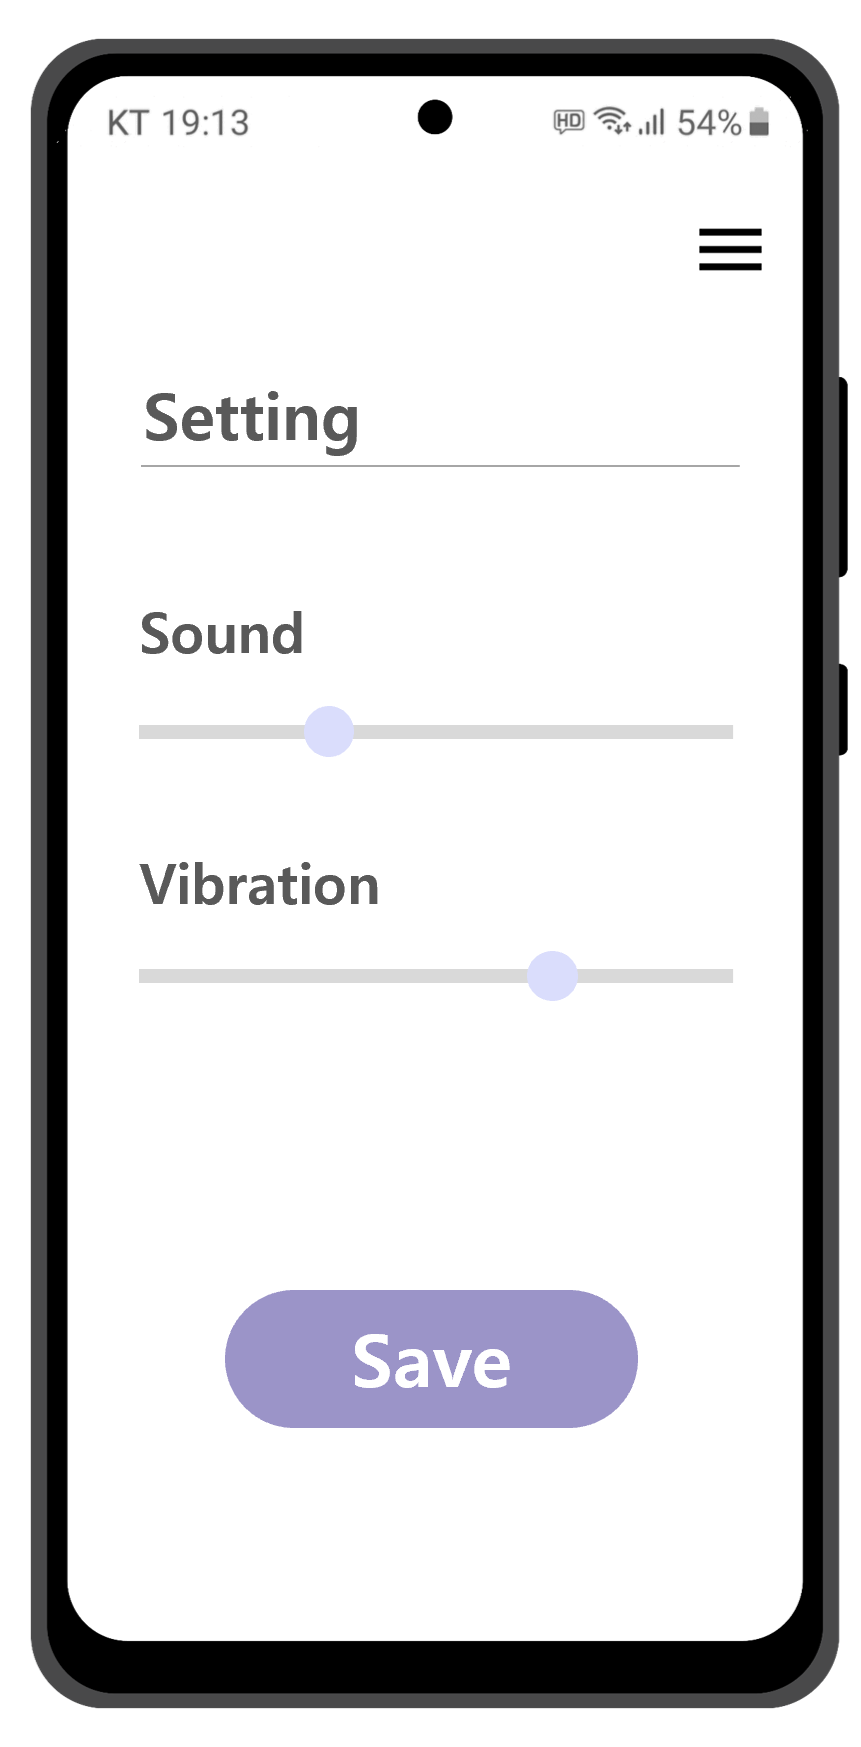 KT 19:13 HD 54%
Setting
Sound
Vibration
Save